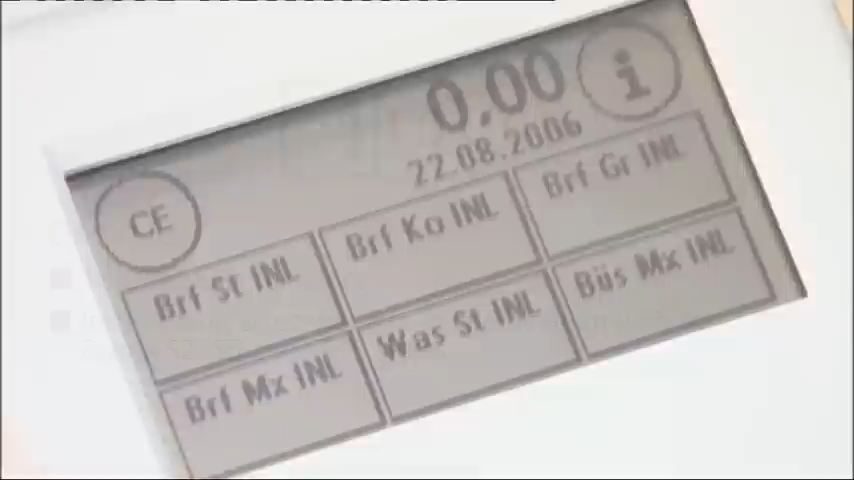 0,00 i
22.08.2006
CE
Brf St INL Brf Ko INL Brf Gr INL
Brf Mx INL Was St INL Büs Mx INL